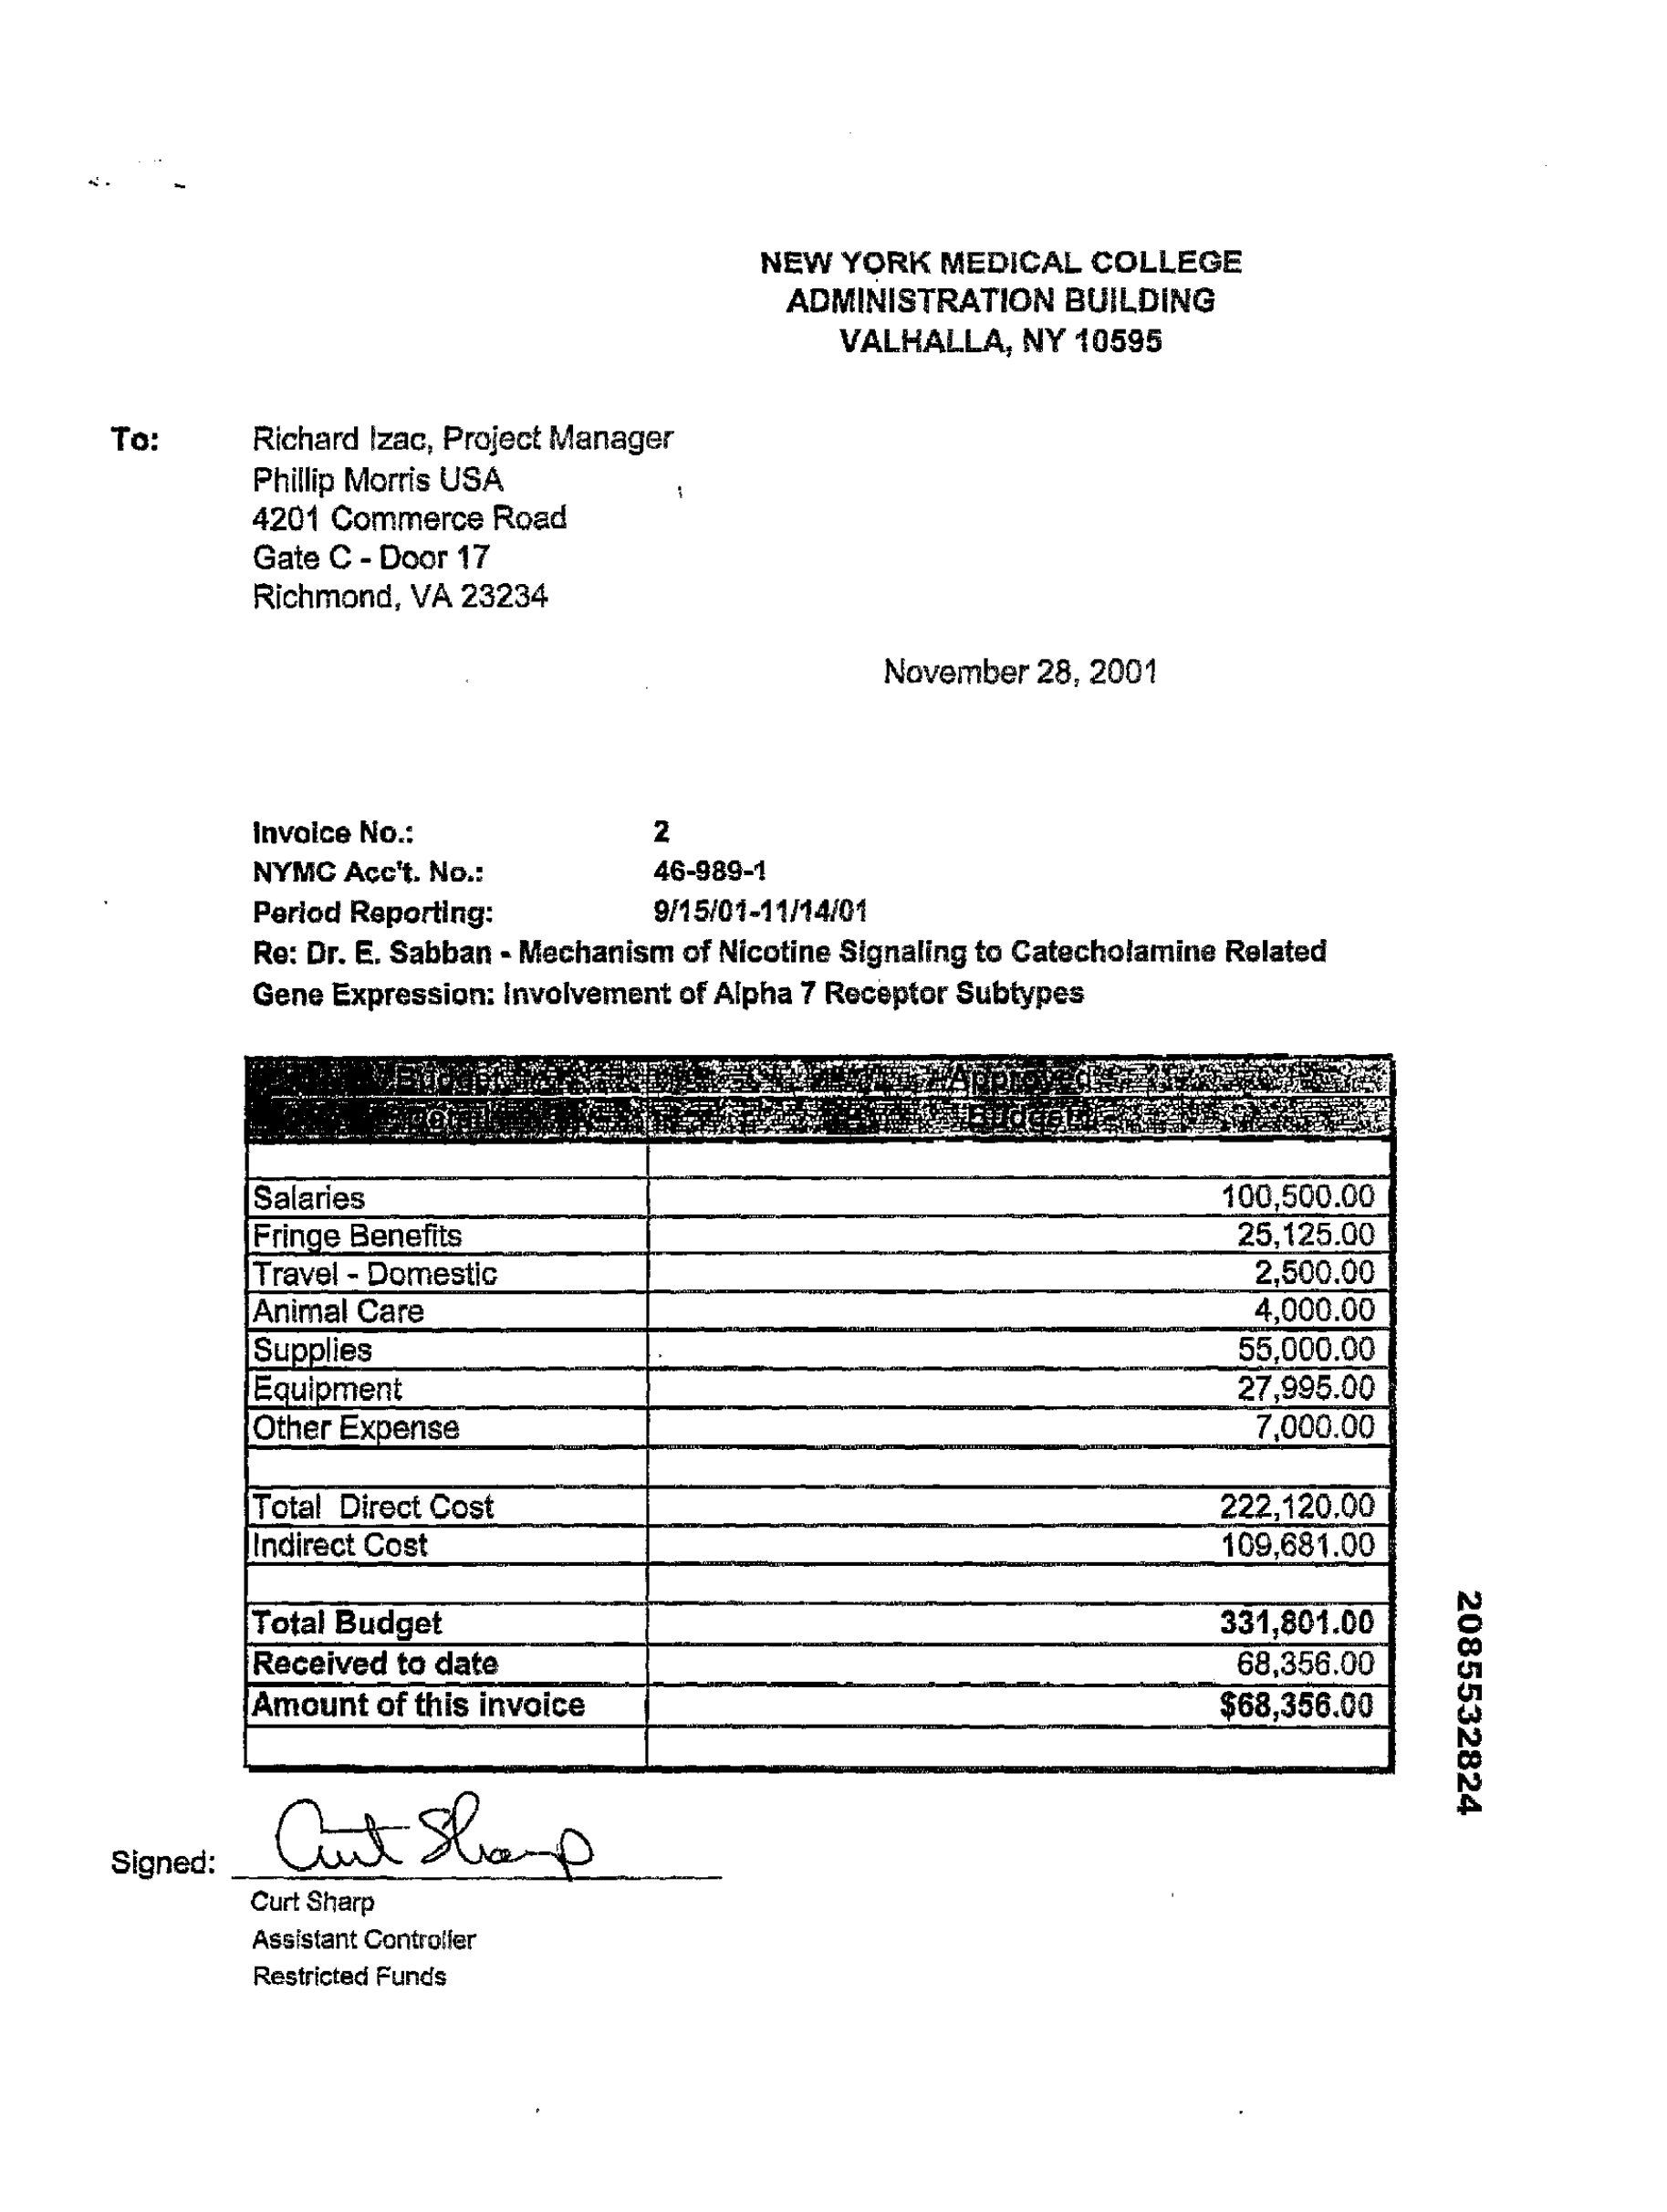 NEW YORK MEDICAL COLLEGE
ADMINISTRATION BUILDING
VALHALLA, NY 10595
To: Richard Izac, Project Manager
Phillip Morris USA
4201 Commerce Road
Gate C - Door 17
Richmond, VA 23234
November 28, 2001
Invoice No.: 2
NYMC Acc't. No.: 46-989-1
Period Reporting: 9/15/01-11/14/01
Re: Dr. E. Sabban - Mechanism of Nicotine Signaling to Catecholamine Related
Gene Expression: Involvement of Alpha 7 Receptor Subtypes
Budget Approved
Budget
Salaries 100,500.00
Fringe Benefits 25,125.00
Travel - Domestic 2,500.00
Animal Care 4,000.00
Supplies 55,000.00
Equipment 27,995.00
Other Expense 7,000.00
Total Direct Cost 222,120.00
Indirect Cost 109,681.00
Total Budget 331,801.00
Received to date 68,356.00
Amount of this invoice $68,356.00
2085532824
Signed: Curt Sharp
Curt Sharp
Assistant Controller
Restricted Funds